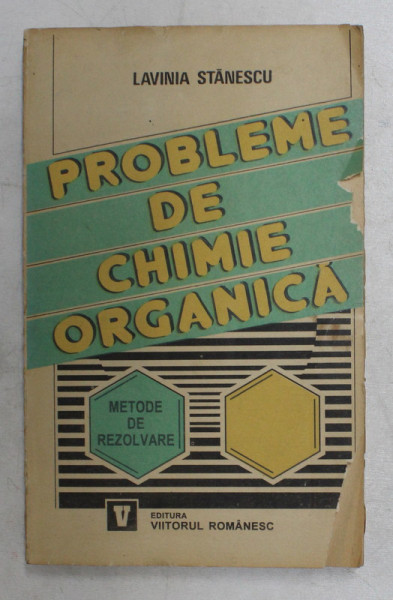 LAVINIA STĂNESCU
PROBLEME
DE
CHIMIE
ORGANICĂ
METODE
DE
REZOLVARE
V
EDITURA
VIITORUL ROMÂNESC